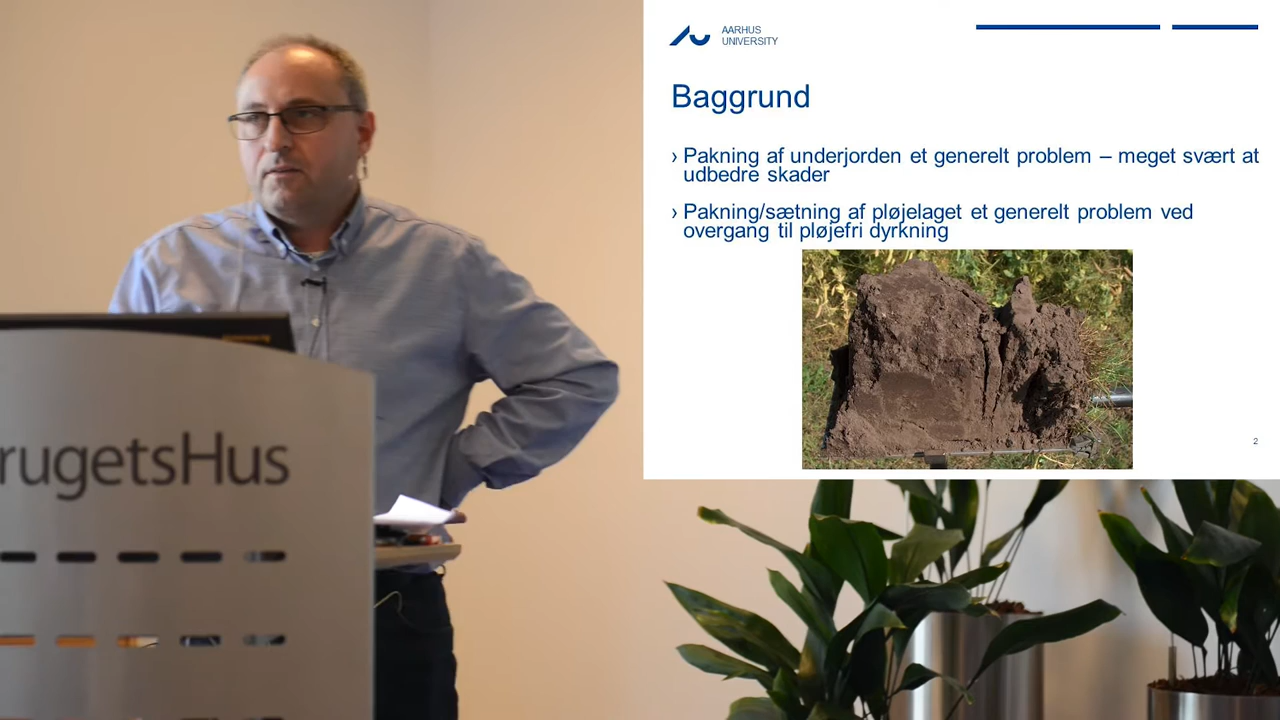 AARHUS
UNIVERSITY
Baggrund
› Pakning af underjorden et generelt problem – meget svært at
udbedre skader
› Pakning/sætning af pløjelaget et generelt problem ved
overgang til pløjefri dyrkning
2
rugetsHus